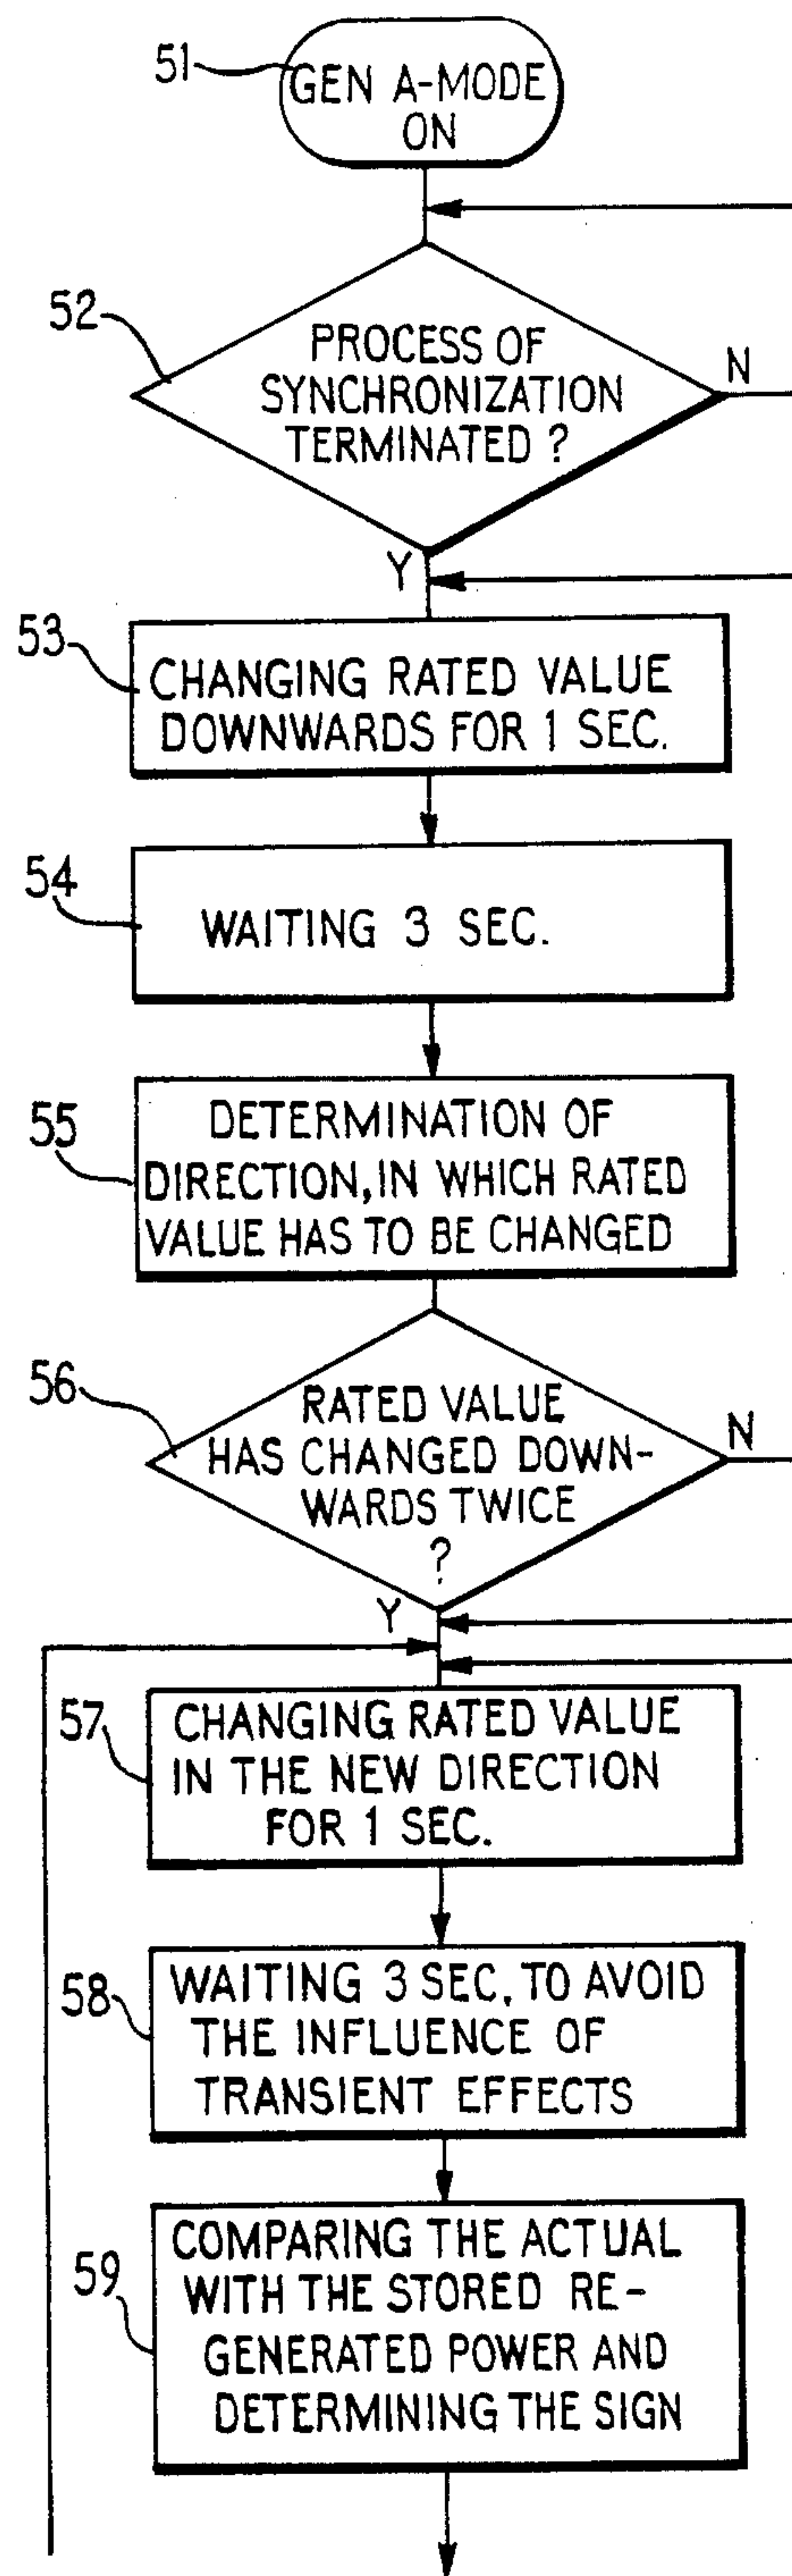 51
GEN A-MODE
ON
52
PROCESS OF
SYNCHRONIZATION
TERMINATED ?
N
Y
53
CHANGING RATED VALUE
DOWNWARDS FOR 1 SEC.
54
WAITING 3 SEC.
55
DETERMINATION OF
DIRECTION, IN WHICH RATED
VALUE HAS TO BE CHANGED
56
RATED VALUE
HAS CHANGED DOWN-
WARDS TWICE
?
N
Y
57
CHANGING RATED VALUE
IN THE NEW DIRECTION
FOR 1 SEC.
58
WAITING 3 SEC. TO AVOID
THE INFLUENCE OF
TRANSIENT EFFECTS
59
COMPARING THE ACTUAL
WITH THE STORED RE-
GENERATED POWER AND
DETERMINING THE SIGN